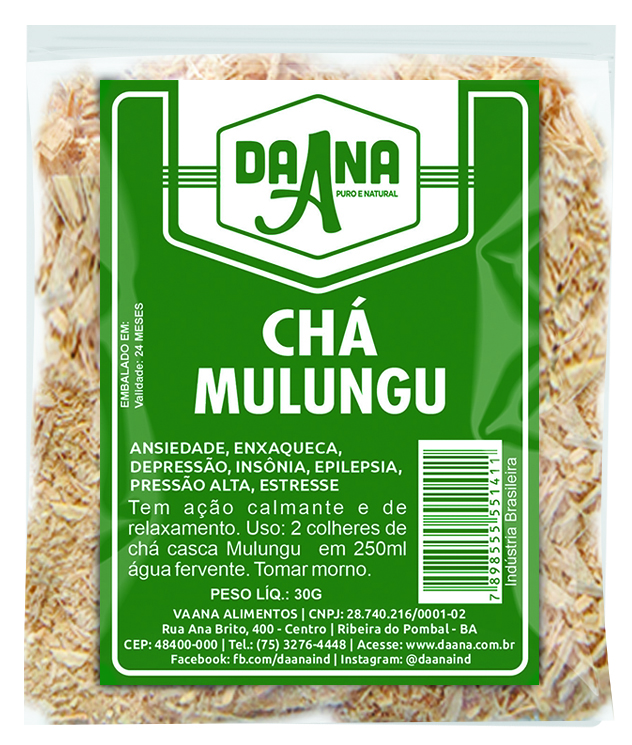 DAANA
PURO E NATURAL
CHÁ
MULUNGU
EMBALADO EM:
Validade: 24 MESES
ANSIEDADE, ENXAQUECA,
DEPRESSÃO, INSÔNIA, EPILEPSIA,
PRESSÃO ALTA, ESTRESSE
Tem ação calmante e de
relaxamento. Uso: 2 colheres de
chá casca Mulungu em 250ml
água fervente. Tomar morno.
7 898555 551411
Indústria Brasileira
PESO LÍQ.: 30G
VAANA ALIMENTOS | CNPJ: 28.740.216/0001-02
Rua Ana Brito, 400 - Centro | Ribeira do Pombal - BA
CEP: 48400-000 | Tel.: (75) 3276-4448 | Acesse: www.daana.com.br
Facebook: fb.com/daanaind | Instagram: @daanaind